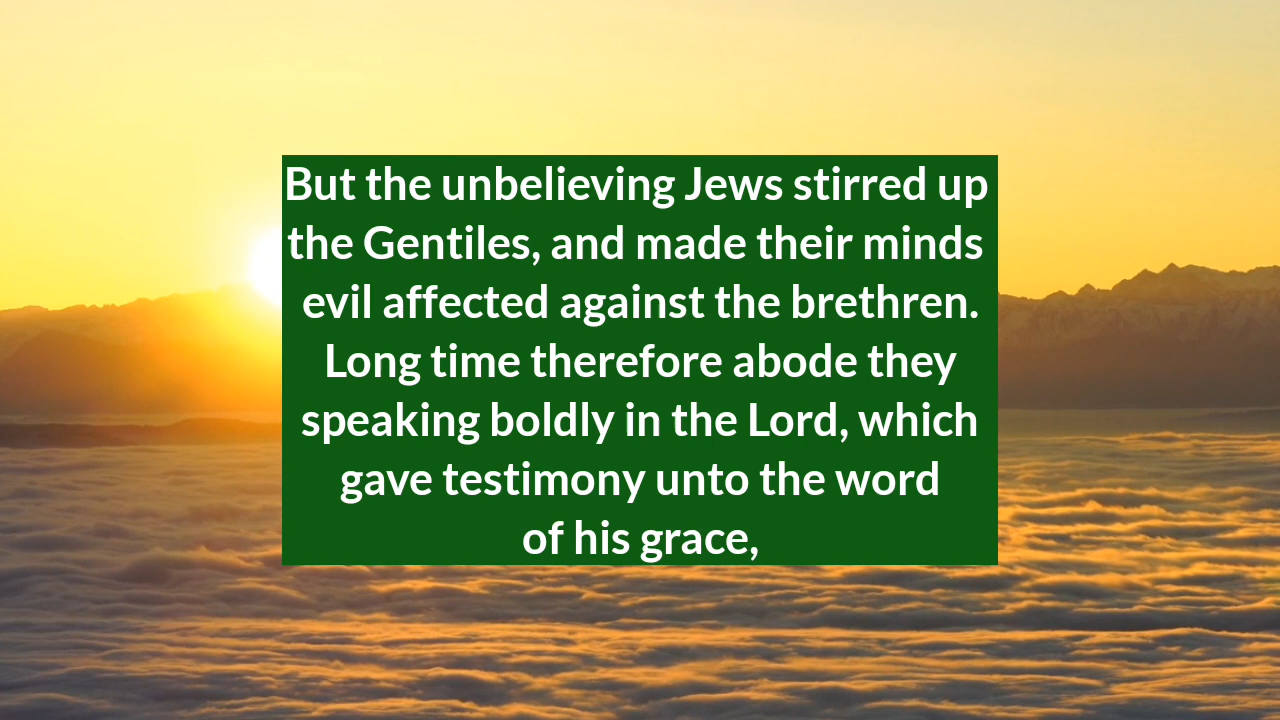 But the unbelieving Jews stirred up
the Gentiles, and made their minds
evil affected against the brethren.
Long time therefore abode they
speaking boldly in the Lord, which
gave testimony unto the word
of his grace,